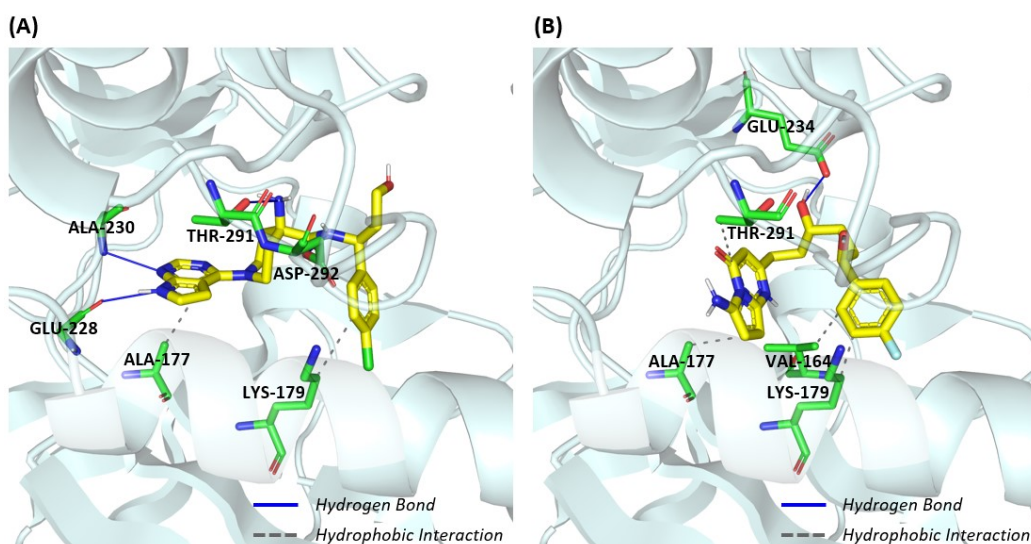 (A)
ALA-230
THR-291
ASP-292
GLU-228
ALA-177
LYS-179
Hydrogen Bond
Hydrophobic Interaction
(B)
GLU-234
THR-291
ALA-177
VAL-164
LYS-179
Hydrogen Bond
Hydrophobic Interaction